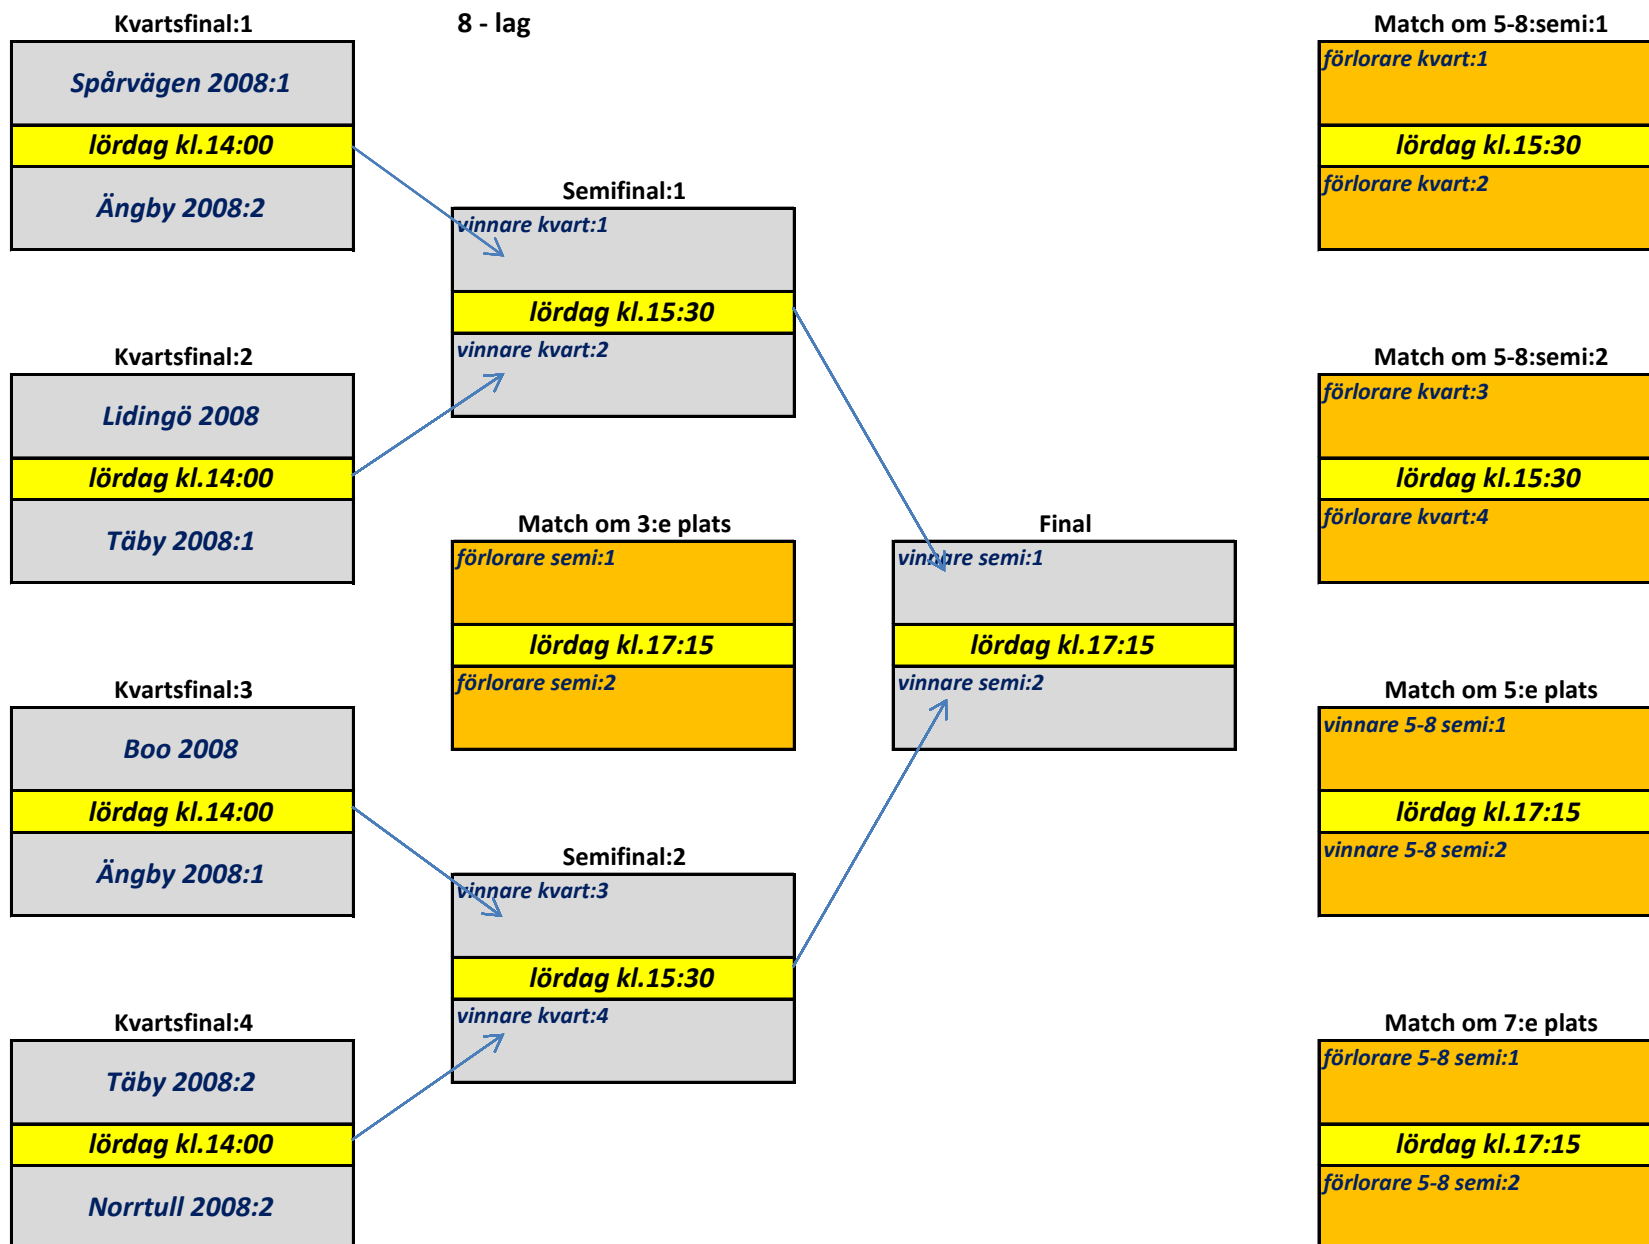 Kvartsfinal:1
8 - lag
Match om 5-8:semi:1
Spårvägen 2008:1
lördag kl.14:00
Ängby 2008:2
förlorare kvart:1
lördag kl.15:30
förlorare kvart:2
Semifinal:1
vinnare kvart:1
lördag kl.15:30
vinnare kvart:2
Kvartsfinal:2
Lidingö 2008
lördag kl.14:00
Täby 2008:1
Match om 5-8:semi:2
förlorare kvart:3
lördag kl.15:30
förlorare kvart:4
Match om 3:e plats
förlorare semi:1
lördag kl.17:15
förlorare semi:2
Final
vinnare semi:1
lördag kl.17:15
vinnare semi:2
Kvartsfinal:3
Boo 2008
lördag kl.14:00
Ängby 2008:1
Match om 5:e plats
vinnare 5-8 semi:1
lördag kl.17:15
vinnare 5-8 semi:2
Semifinal:2
vinnare kvart:3
lördag kl.15:30
vinnare kvart:4
Kvartsfinal:4
Täby 2008:2
lördag kl.14:00
Norrtull 2008:2
Match om 7:e plats
förlorare 5-8 semi:1
lördag kl.17:15
förlorare 5-8 semi:2